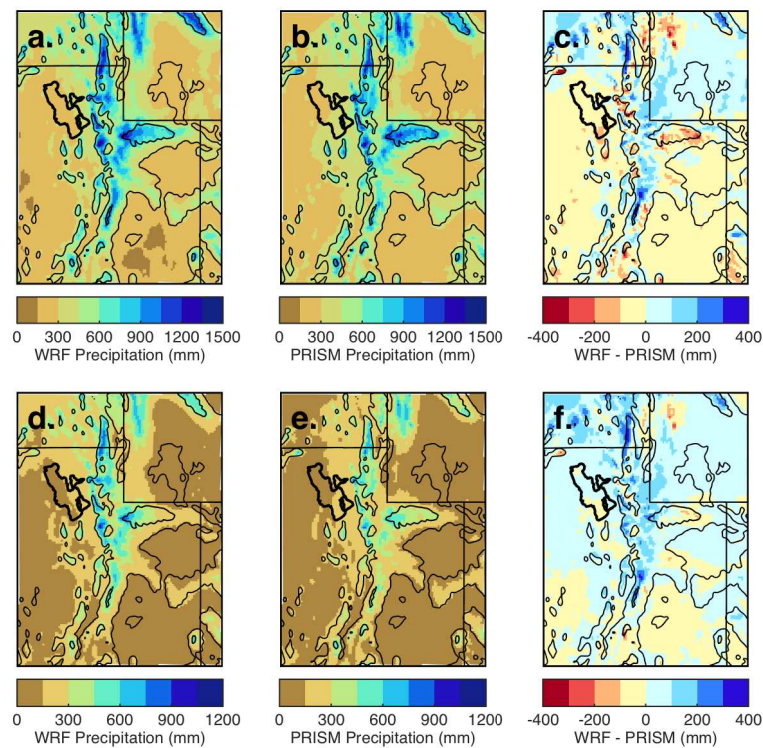 a. b. c.
0 300 600 900 1200 1500 0 300 600 900 1200 1500 -400 -200 0 200 400
WRF Precipitation (mm) PRISM Precipitation (mm) WRF - PRISM (mm)
d. e. f.
0 300 600 900 1200 0 300 600 900 1200 -400 -200 0 200 400
WRF Precipitation (mm) PRISM Precipitation (mm) WRF - PRISM (mm)